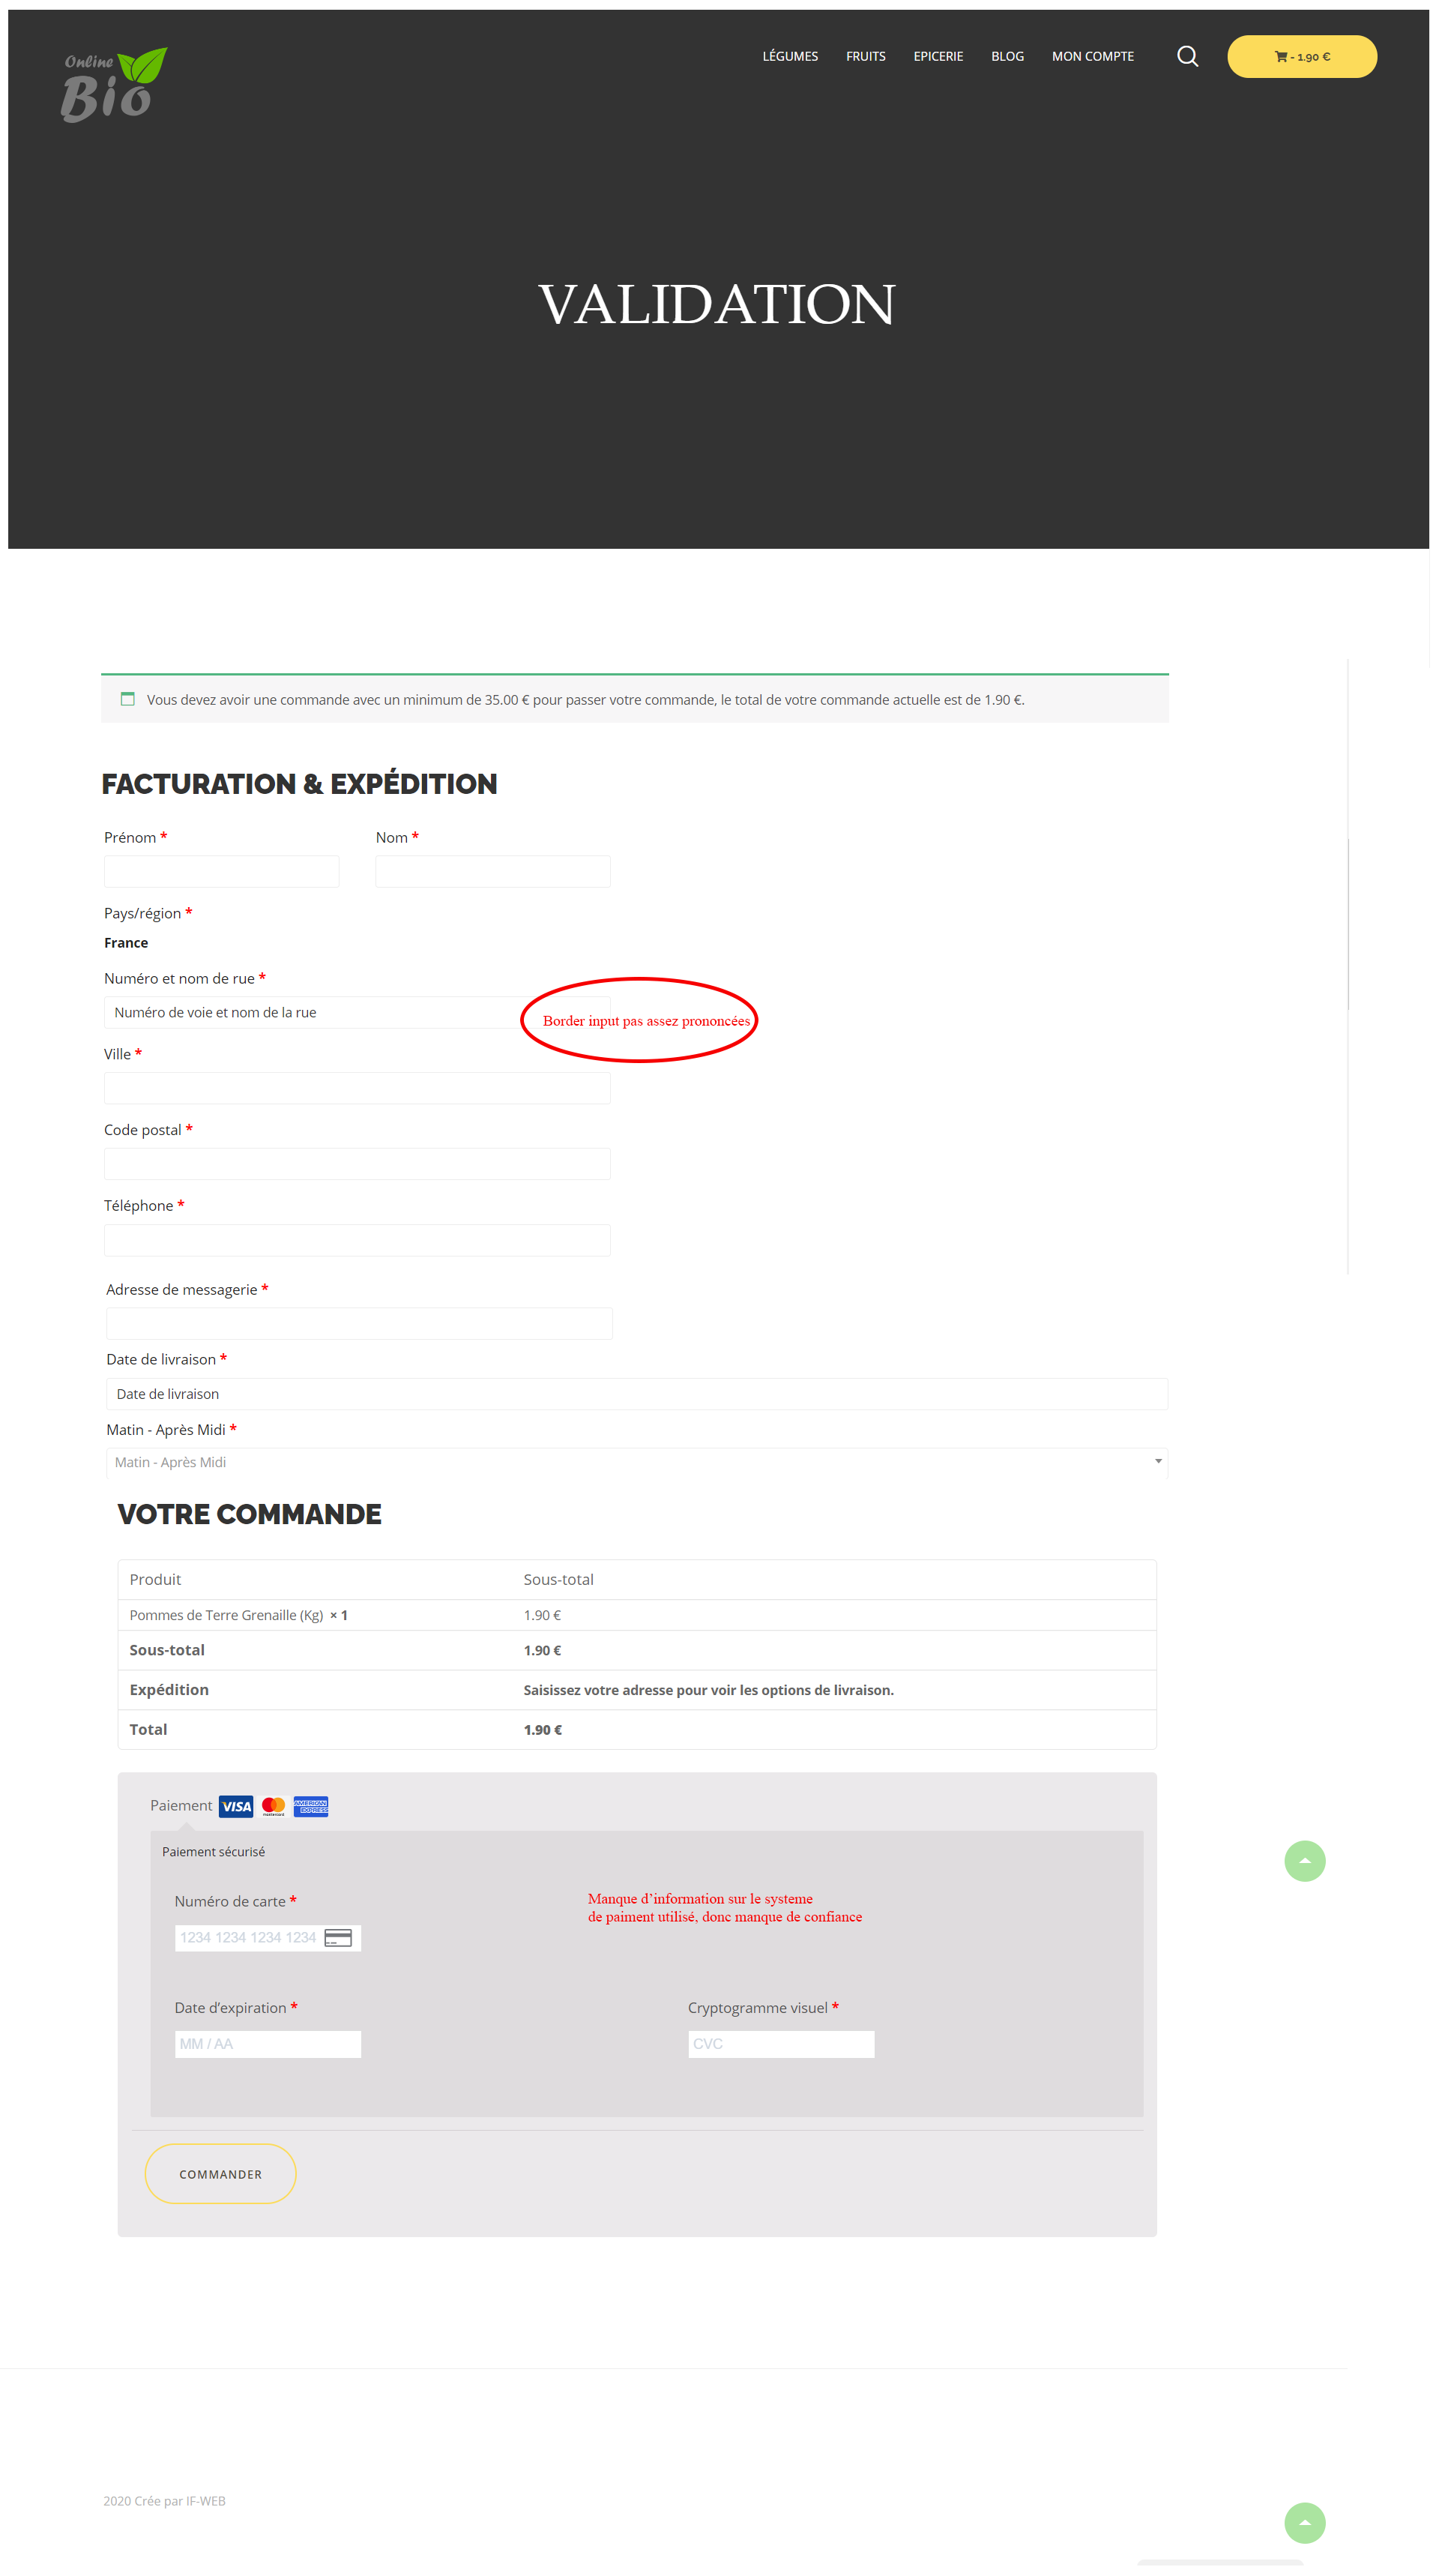 Online
Bio
LÉGUMES FRUITS EPICERIE BLOG MON COMPTE - 1.90 €
VALIDATION
Vous devez avoir une commande avec un minimum de 35.00 € pour passer votre commande, le total de votre commande actuelle est de 1.90 €.
FACTURATION & EXPÉDITION
Prénom * Nom *
Pays/région *
France
Numéro et nom de rue *
Numéro de voie et nom de la rue
Border input pas assez prononcées
Ville *
Code postal *
Téléphone *
Adresse de messagerie *
Date de livraison *
Date de livraison
Matin - Après Midi *
Matin - Après Midi
VOTRE COMMANDE
Produit Sous-total
Pommes de Terre Grenaille (Kg) × 1 1.90 €
Sous-total 1.90 €
Expédition Saisissez votre adresse pour voir les options de livraison.
Total 1.90 €
Paiement VISA mastercard AMERICAN EXPRESS
Paiement sécurisé
Numéro de carte *
Manque d’information sur le systeme
de paiment utilisé, donc manque de confiance
1234 1234 1234 1234
Date d’expiration * Cryptogramme visuel *
MM / AA CVC
COMMANDER
2020 Crée par IF-WEB